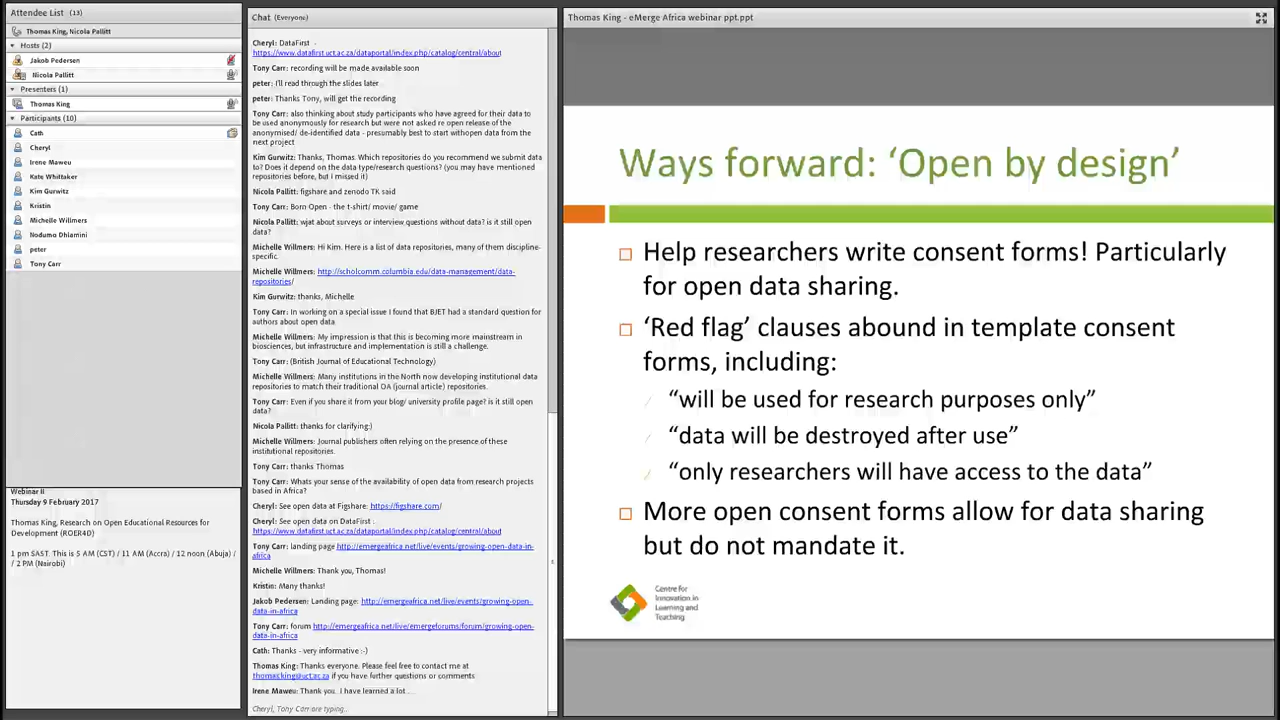 Attendee List (13)
Thomas King, Nicola Pallitt
Hosts (2)
Jakob Pedersen
Nicola Pallitt
Presenters (1)
Thomas King
Participants (10)
Cath
Cheryl
Irene Maweu
Kate Whittaker
Kim Gurwitz
Kristin
Michelle Willmers
Nodumo Dhlamini
peter
Tony Carr
Webinar II
Thursday 9 February 2017
Thomas King, Research on Open Educational Resources for
Development (ROER4D)
1 pm SAST. This is 5 AM (CST) / 11 AM (Accra) / 12 noon (Abuja) /
/ 2 PM (Nairobi)
Chat (Everyone)
Cheryl: DataFirst -
https://www.datafirst.uct.ac.za/dataportal/index.php/catalog/central/about
Tony Carr: recording will be made available soon
peter: I'll read through the slides later
peter: Thanks Tony, will get the recording
Tony Carr: also thinking about study participants who have agreed for their data to
be used anonymously for research but were not asked re open release of the
anonymised/ de-identified data - presumably best to start withopen data from the
next project
Kim Gurwitz: Thanks, Thomas. Which repositories do you recommend we submit data
to? Does it depend on the data type/research questions? (you may have mentioned
repositories before, but I missed it)
Nicola Pallitt: figshare and zenodo TK said
Tony Carr: Born Open - the t-shirt/ movie/ game
Nicola Pallitt: wjat about surveys or interview questions without data? is it still open
data?
Michelle Willmers: Hi Kim. Here is a list of data repositories, many of them discipline-
specific.
Michelle Willmers: http://scholcomm.columbia.edu/data-management/data-
repositories/
Kim Gurwitz: thanks, Michelle
Tony Carr: In working on a special issue I found that BJET had a standard question for
authors about open data
Michelle Willmers: My impression is that this is becoming more mainstream in
biosciences, but infrastructure and implementation is still a challenge.
Tony Carr: (British Journal of Educational Technology)
Michelle Willmers: Many institutions in the North now developing institutional data
repositories to match their traditional OA (journal article) repositories.
Tony Carr: Even if you share it from your blog/ university profile page? is it still open
data?
Nicola Pallitt: thanks for clarifying:)
Michelle Willmers: Journal publishers often relying on the presence of these
institutional repositories.
Tony Carr: thanks Thomas
Tony Carr: Whats your sense of the availability of open data from research projects
based in Africa?
Cheryl: See open data at Figshare: https://figshare.com/
Cheryl: See open data on DataFirst :
https://www.datafirst.uct.ac.za/dataportal/index.php/catalog/central/about
Tony Carr: landing page http://emergeafrica.net/live/events/growing-open-data-in-
africa
Michelle Willmers: Thank you, Thomas!
Kristin: Many thanks!
Jakob Pedersen: Landing page: http://emergeafrica.net/live/events/growing-open-
data-in-africa
Tony Carr: forum http://emergeafrica.net/live/emergeforums/forum/growing-open-
data-in-africa
Cath: Thanks - very informative :-)
Thomas King: Thanks everyone. Please feel free to contact me at
thomas.king@uct.ac.za if you have further questions or comments
Irene Maweu: Thank you. I have learned a lot....
Cheryl, Tony Carr are typing...
Thomas King - eMerge Africa webinar ppt.ppt
Ways forward: ‘Open by design’
Help researchers write consent forms! Particularly
for open data sharing.
‘Red flag’ clauses abound in template consent
forms, including:
“will be used for research purposes only”
“data will be destroyed after use”
“only researchers will have access to the data”
More open consent forms allow for data sharing
but do not mandate it.
Centre for
Innovation in
Learning and
Teaching